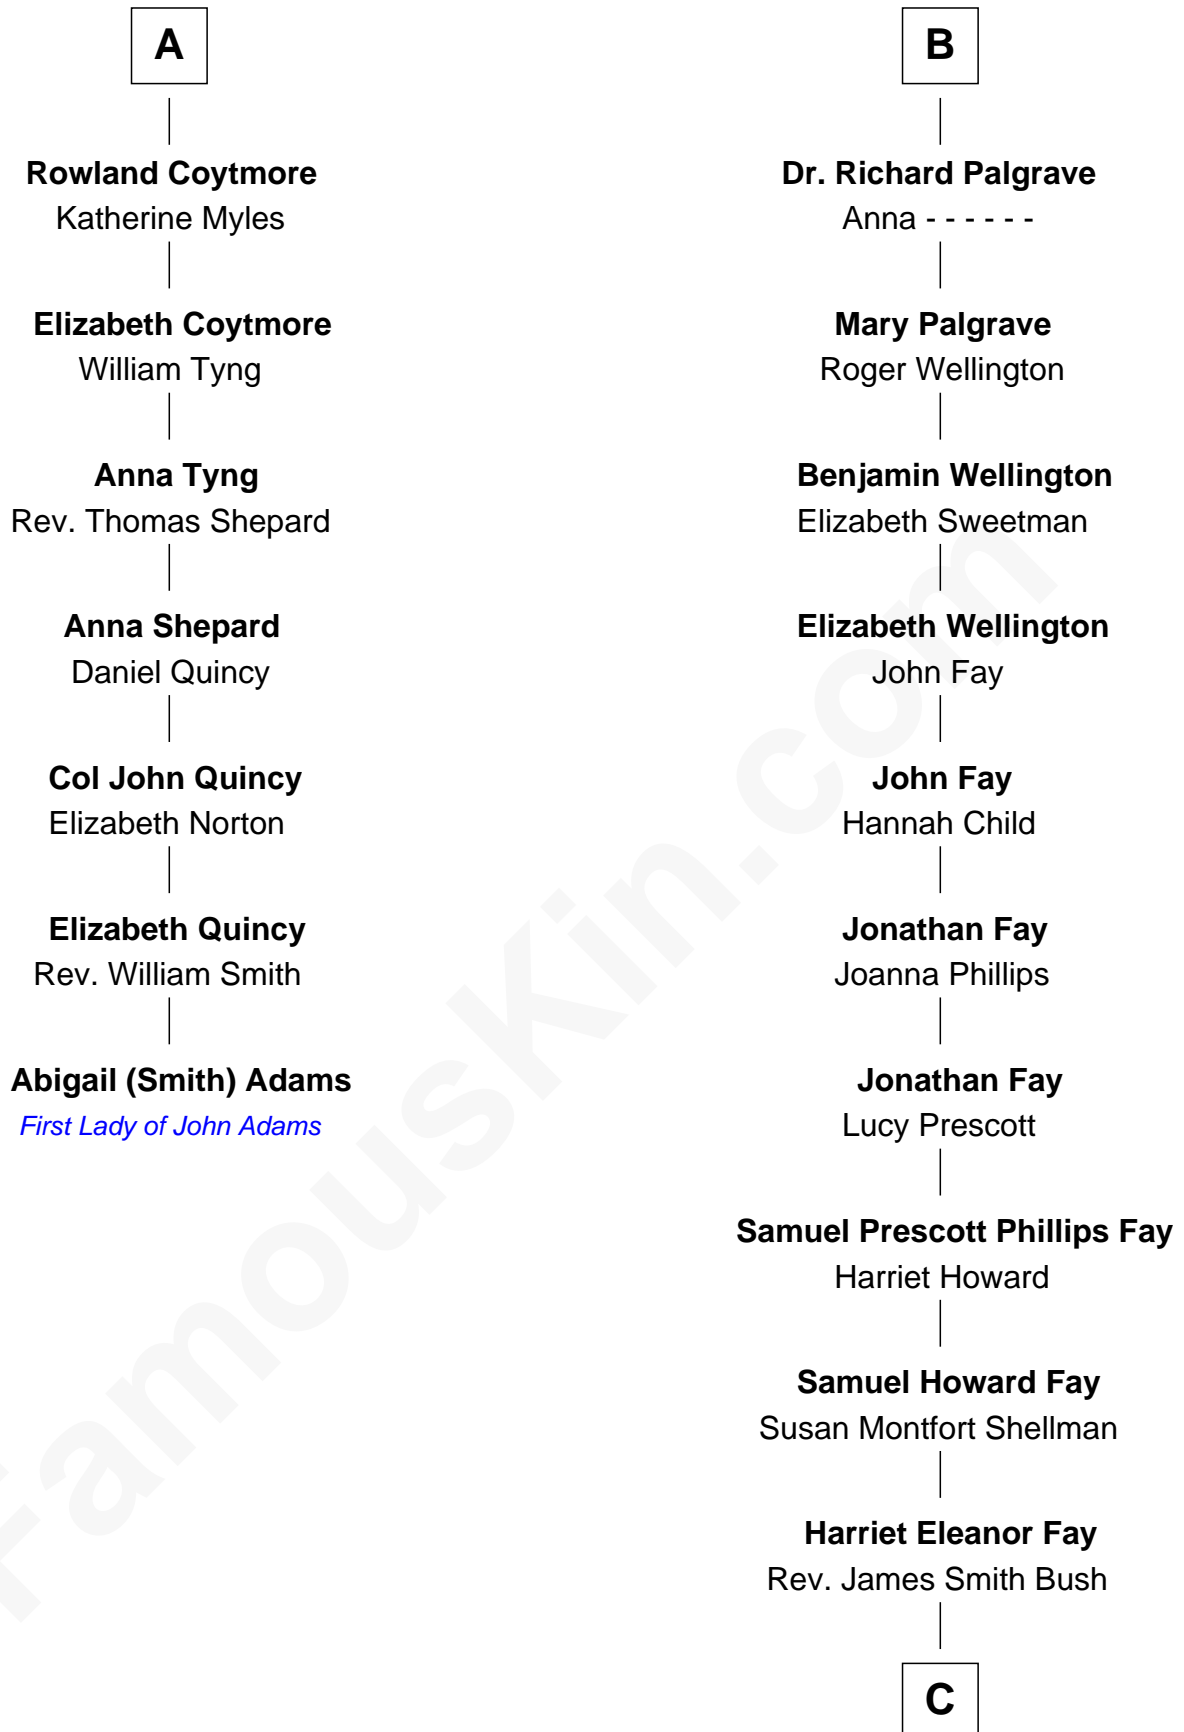 A
Rowland Coytmore
Katherine Myles
Elizabeth Coytmore
William Tyng
Anna Tyng
Rev. Thomas Shepard
Anna Shepard
Daniel Quincy
Col John Quincy
Elizabeth Norton
Elizabeth Quincy
Rev. William Smith
Abigail (Smith) Adams
First Lady of John Adams
B
Dr. Richard Palgrave
Anna - - - - - -
Mary Palgrave
Roger Wellington
Benjamin Wellington
Elizabeth Sweetman
Elizabeth Wellington
John Fay
John Fay
Hannah Child
Jonathan Fay
Joanna Phillips
Jonathan Fay
Lucy Prescott
Samuel Prescott Phillips Fay
Harriet Howard
Samuel Howard Fay
Susan Montfort Shellman
Harriet Eleanor Fay
Rev. James Smith Bush
C
FamousKin.com